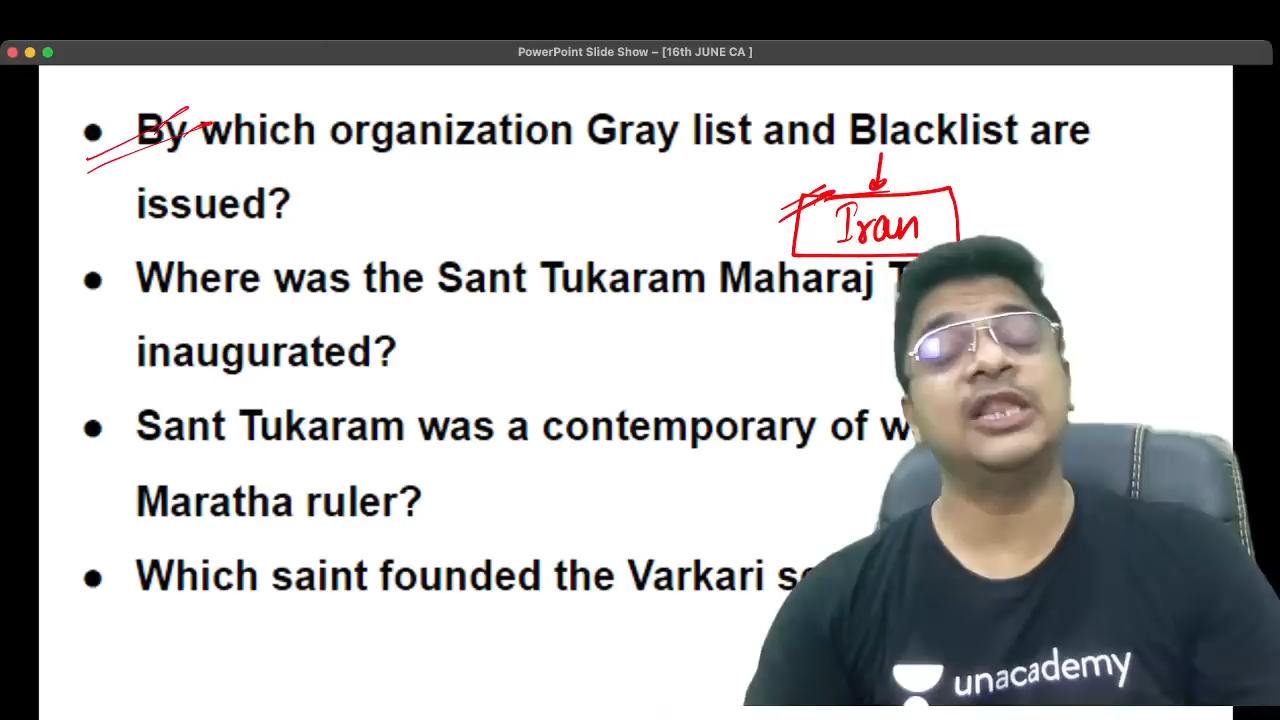 PowerPoint Slide Show – [16th JUNE CA ]
● By which organization Gray list and Blacklist are
issued?
Iran
● Where was the Sant Tukaram Maharaj
inaugurated?
● Sant Tukaram was a contemporary of
Maratha ruler?
● Which saint founded the Varkari
unacademy